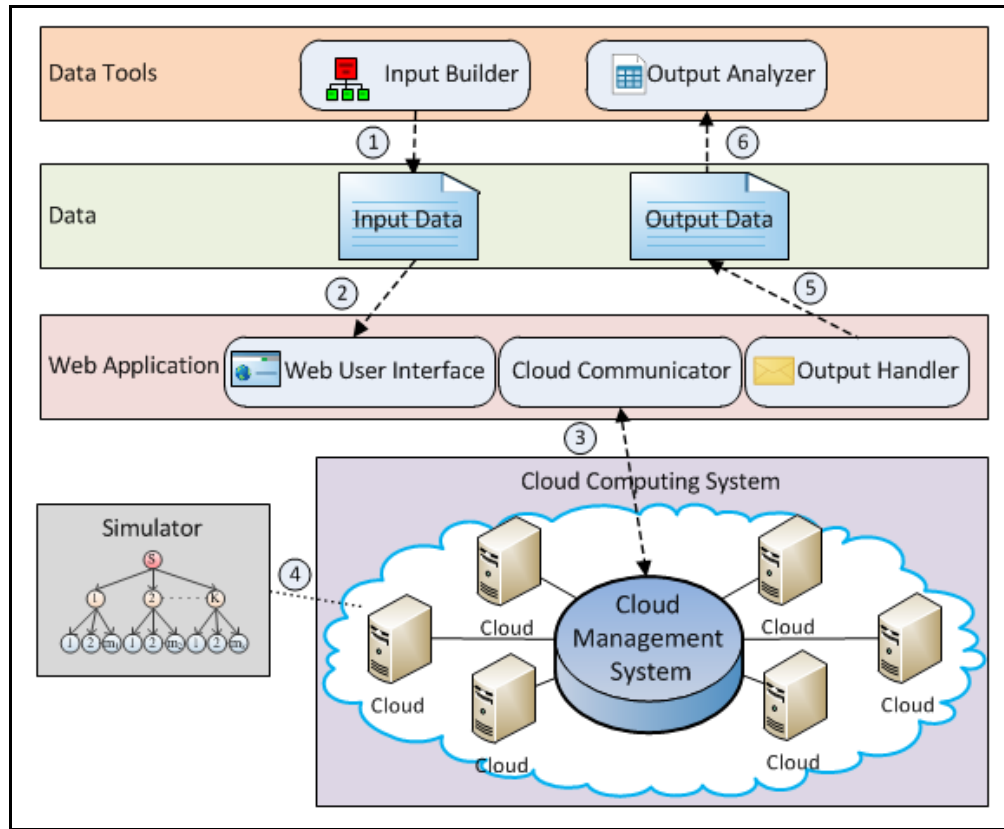 Data Tools
Input Builder
Output Analyzer
1
6
Data
Input Data
Output Data
2
5
Web Application
Web User Interface
Cloud Communicator
Output Handler
3
Cloud Computing System
Simulator
S
1 2 K
1 2 m1 1 2 m2 1 2
4
Cloud
Management
System
Cloud
Cloud
Cloud
Cloud
Cloud
Cloud